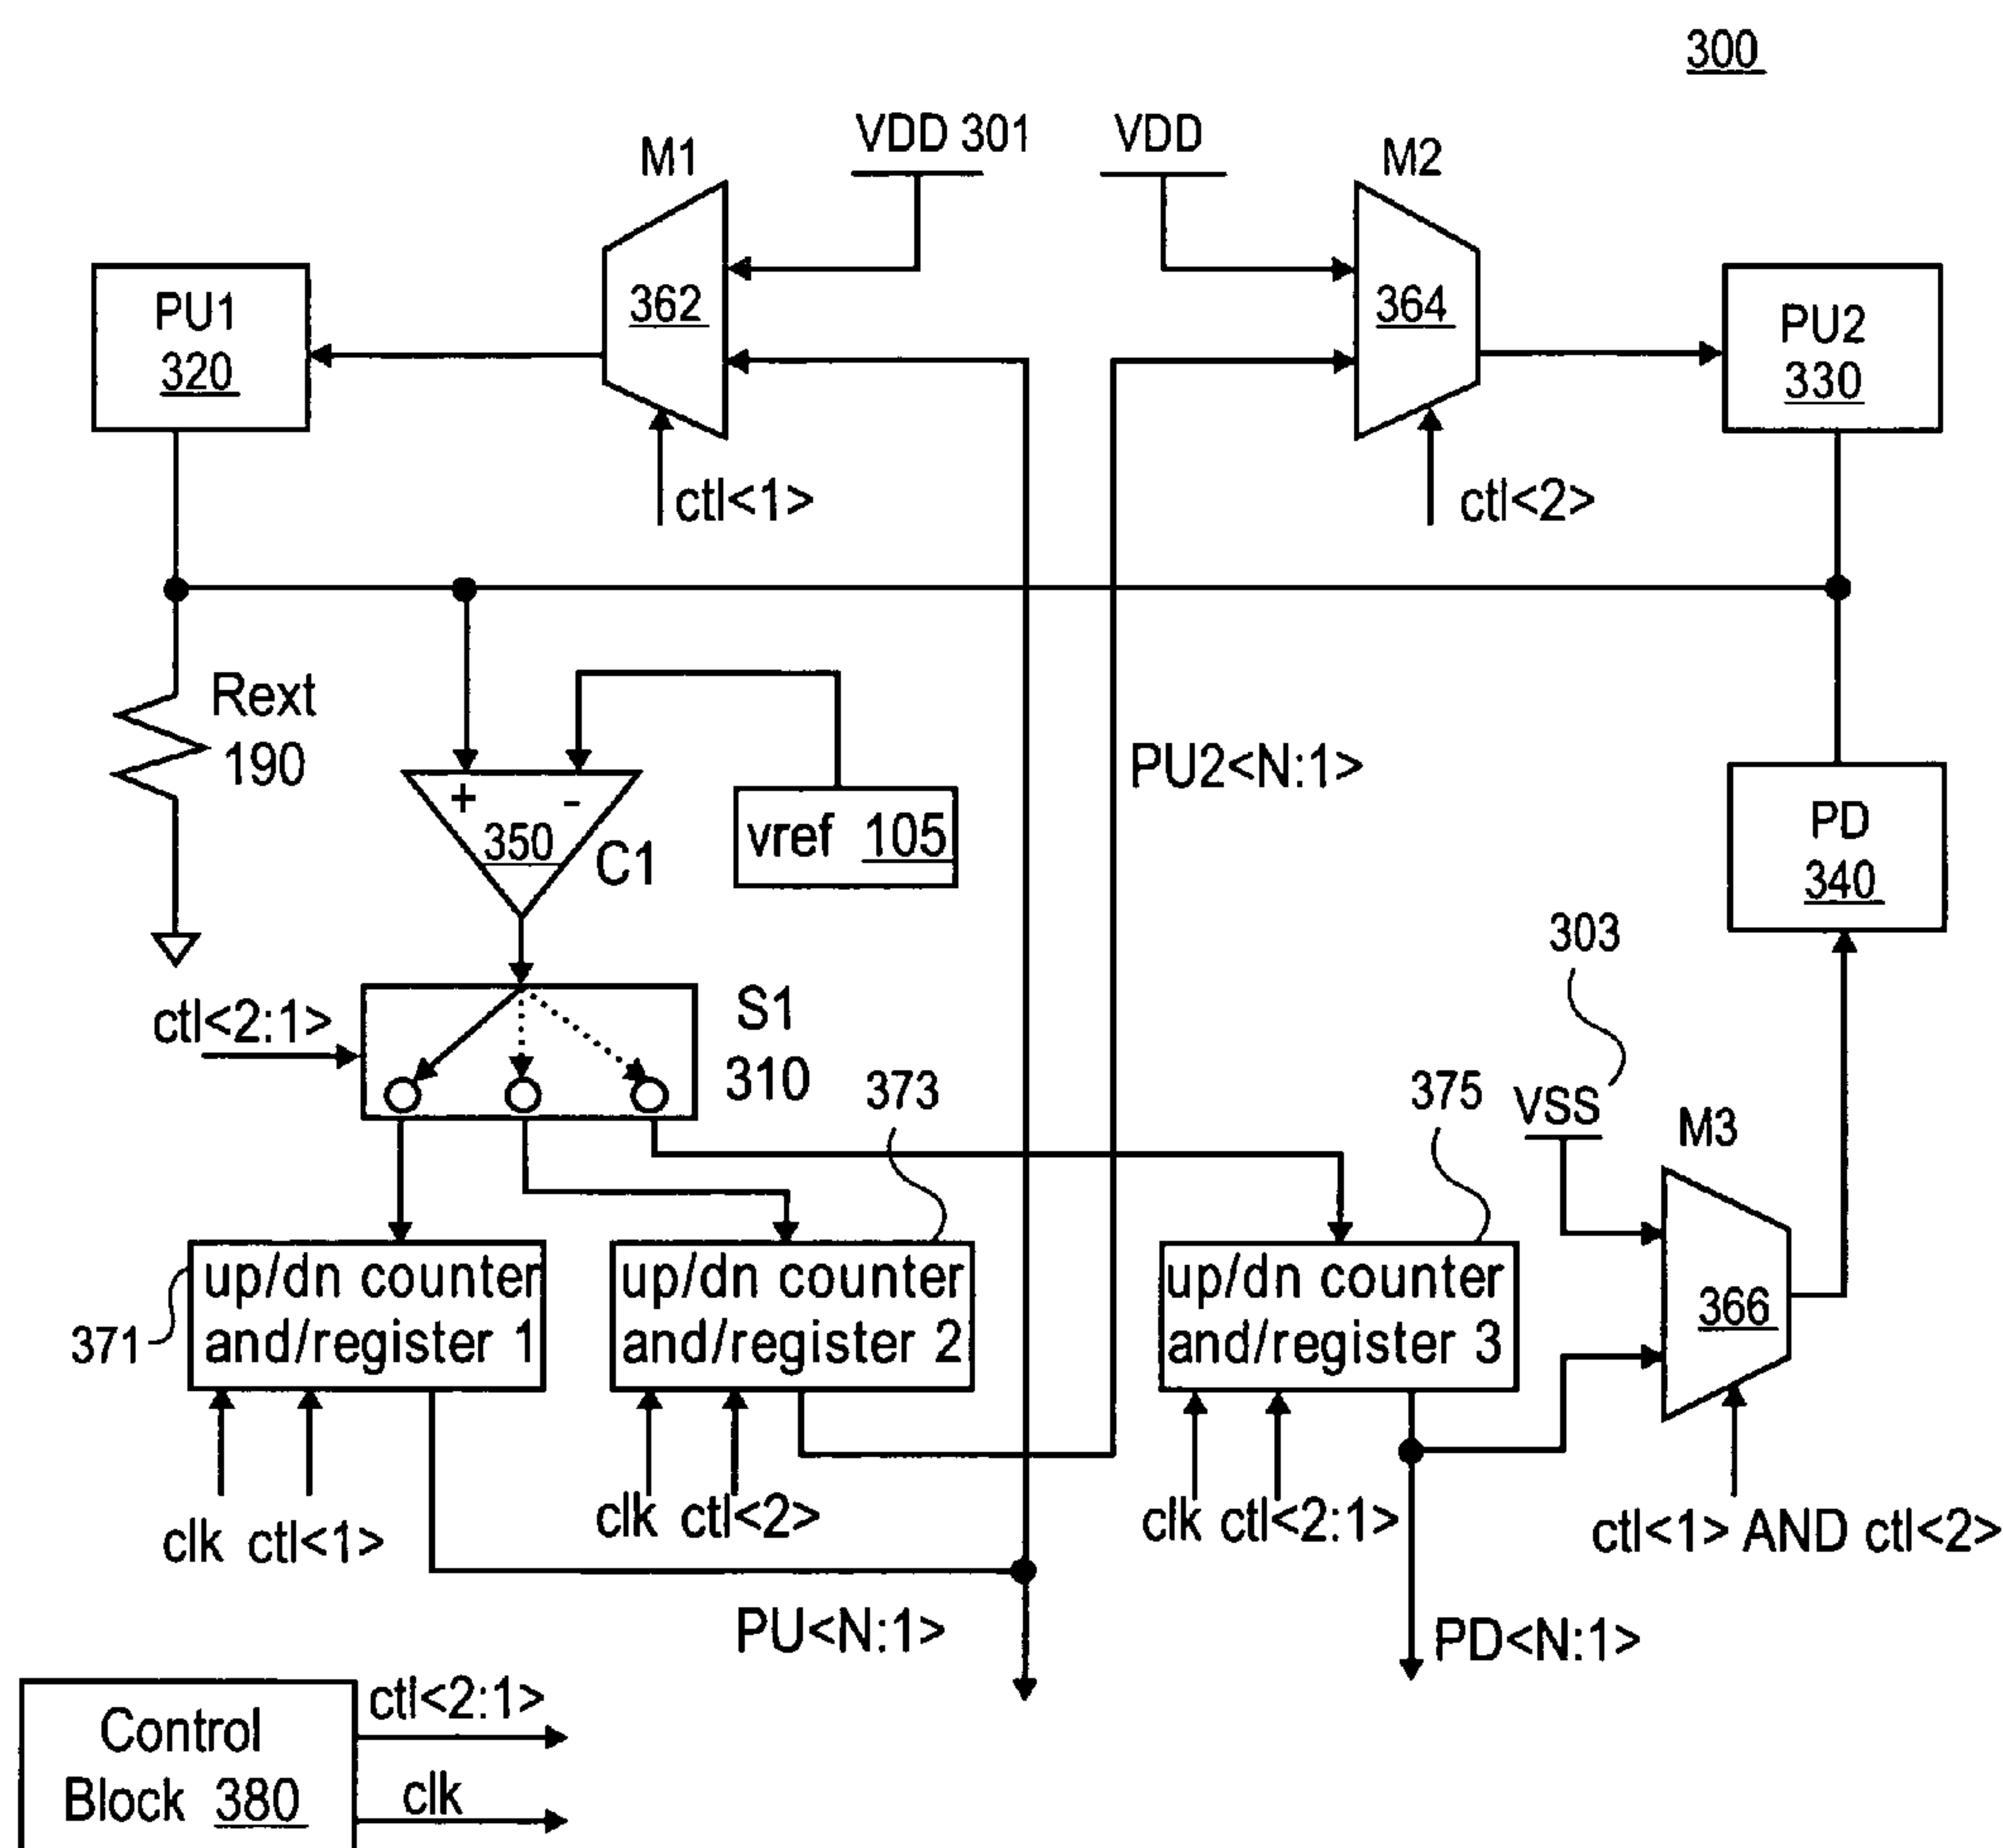 300
VDD 301
VDD
M1
M2
362
364
PU1
320
PU2
330
ctl<1>
ctl<2>
Rext
190
PU2<N:1>
+ -
350
C1
vref 105
PD
340
303
ctl<2:1>
S1
310
373
375
VSS
M3
up/dn counter
and/register 1
up/dn counter
and/register 2
up/dn counter
and/register 3
366
371
clk ctl<1>
clk ctl<2>
clk ctl<2:1>
ctl<1> AND ctl<2>
PU<N:1>
PD<N:1>
Control
Block 380
ctl<2:1>
clk